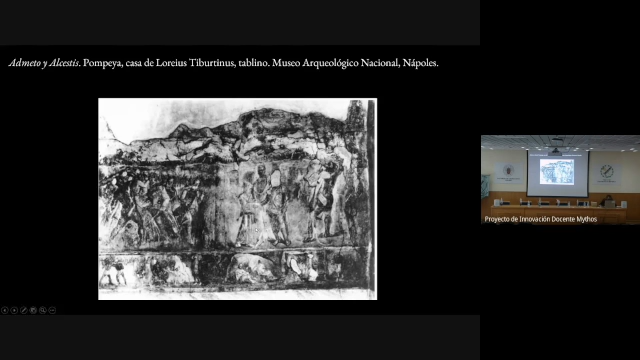 Admeto y Alcestis. Pompeya, casa de Loreius Tiburtinus, tablino. Museo Arqueológico Nacional, Nápoles.
Proyecto de Innovación Docente Mythos